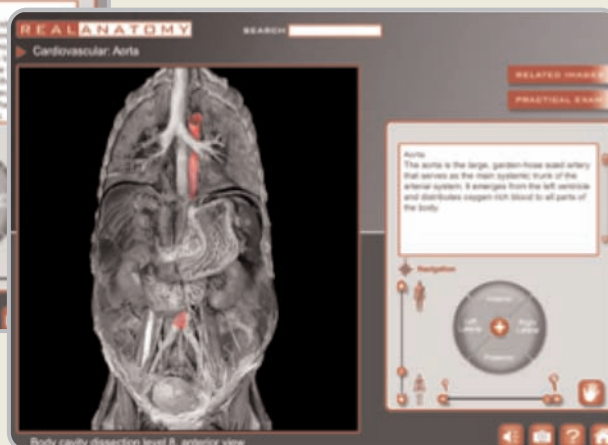 REAL ANATOMY
SEARCH
Cardiovascular: Aorta
RELATED IMAGES
PRACTICAL EXAM
Aorta
The aorta is the large, garden-hose sized artery
that serves as the main systemic trunk of the
arterial system. It emerges from the left ventricle
and distributes oxygen-rich blood to all parts of
the body.
Navigation
Anterior
Left Lateral
Right Lateral
Posterior
Body cavity dissection level 8, anterior view